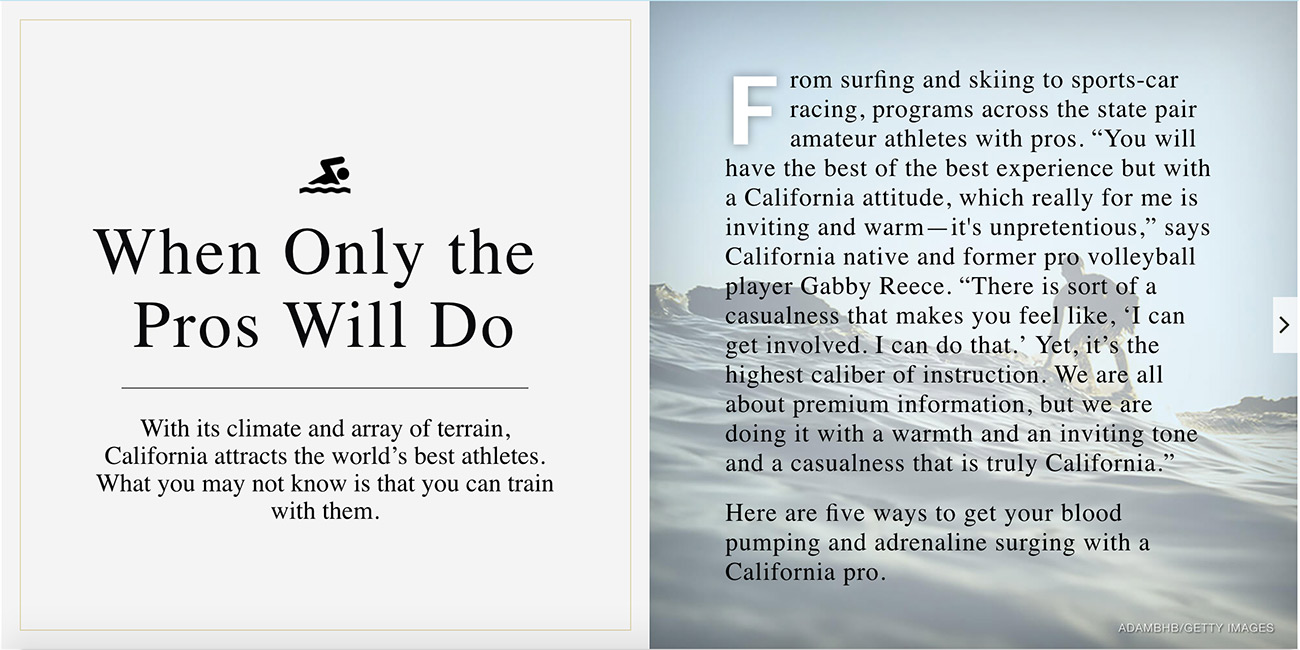 When Only the
Pros Will Do
With its climate and array of terrain,
California attracts the world’s best athletes.
What you may not know is that you can train
with them.
From surfing and skiing to sports-car
racing, programs across the state pair
amateur athletes with pros. “You will
have the best of the best experience but with
a California attitude, which really for me is
inviting and warm—it's unpretentious,” says
California native and former pro volleyball
player Gabby Reece. “There is sort of a
casualness that makes you feel like, ‘I can
get involved. I can do that.’ Yet, it’s the
highest caliber of instruction. We are all
about premium information, but we are
doing it with a warmth and an inviting tone
and a casualness that is truly California.”
Here are five ways to get your blood
pumping and adrenaline surging with a
California pro.
ADAMBHB/GETTY IMAGES